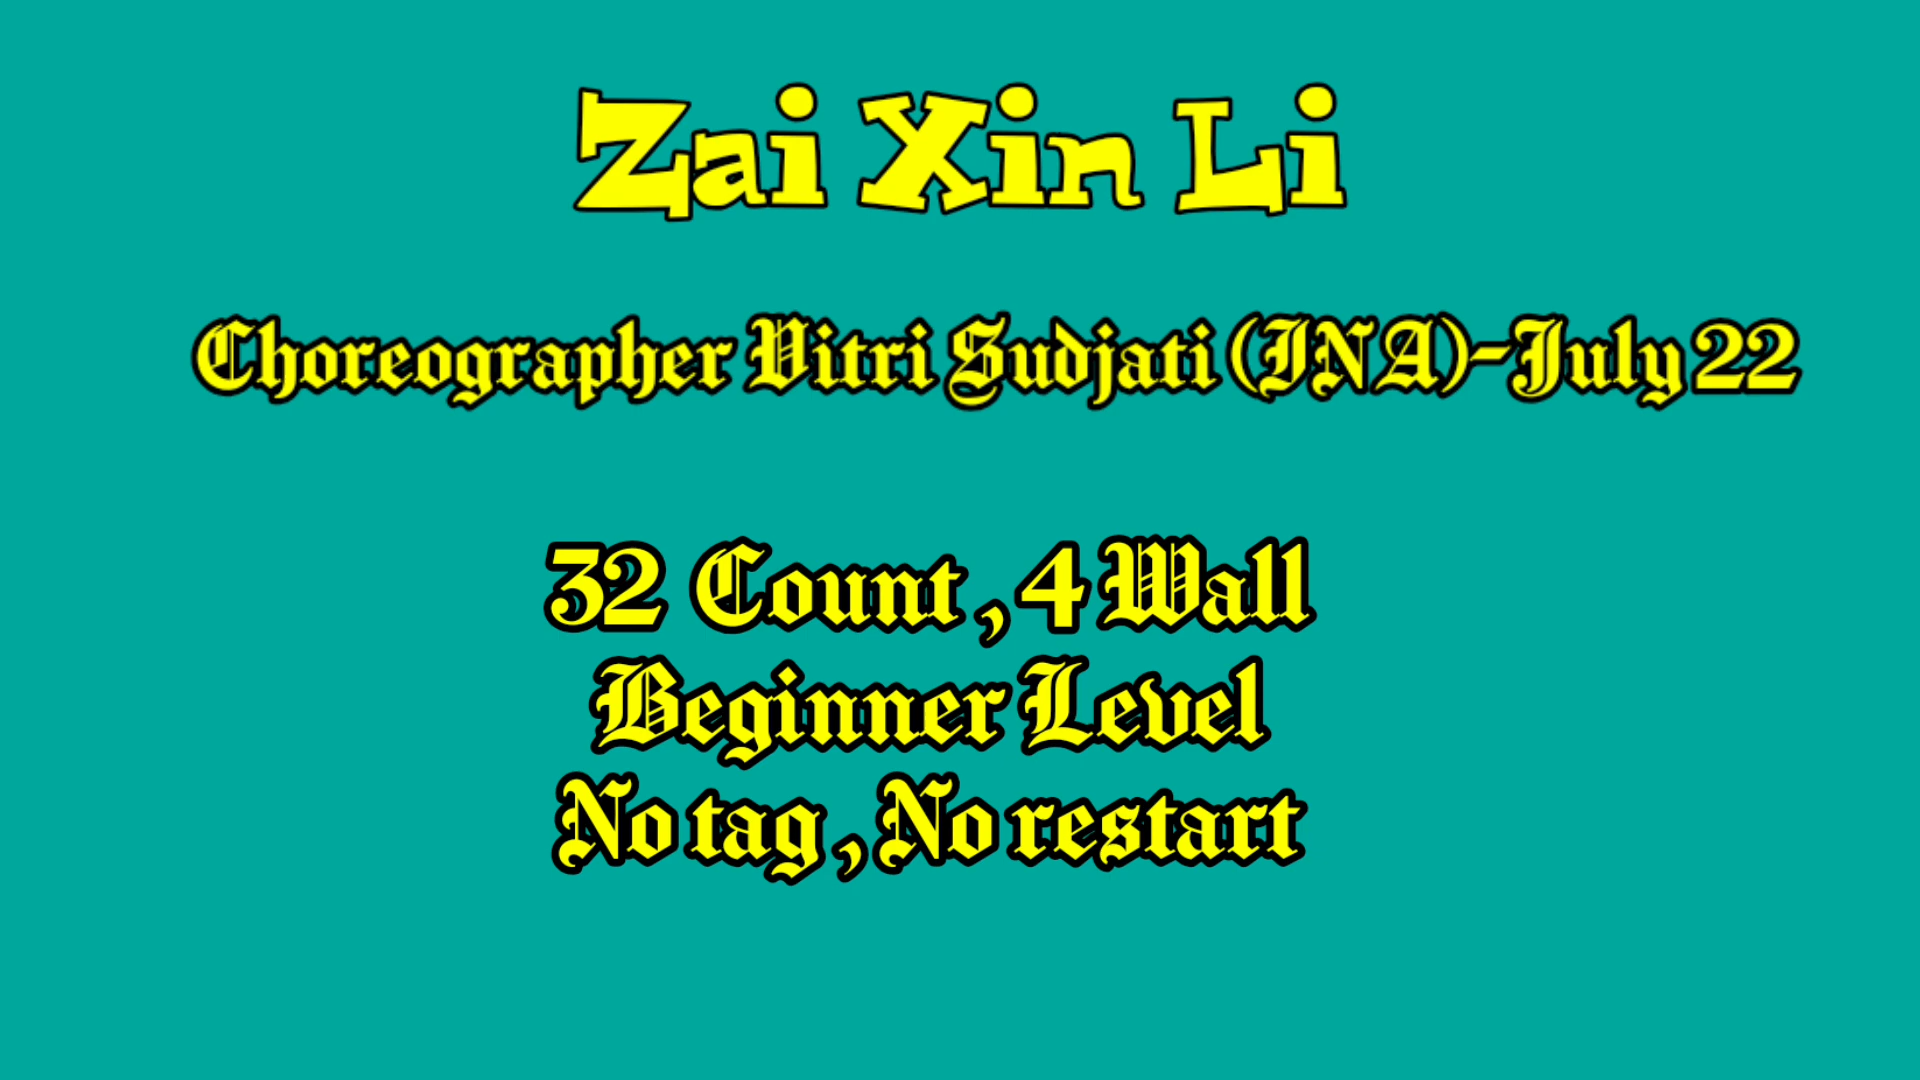 Zai Xin Li
Choreographer Vitri Sudjati (INA)-July 22
32 Count , 4 Wall
Beginner Level
No tag , No restart